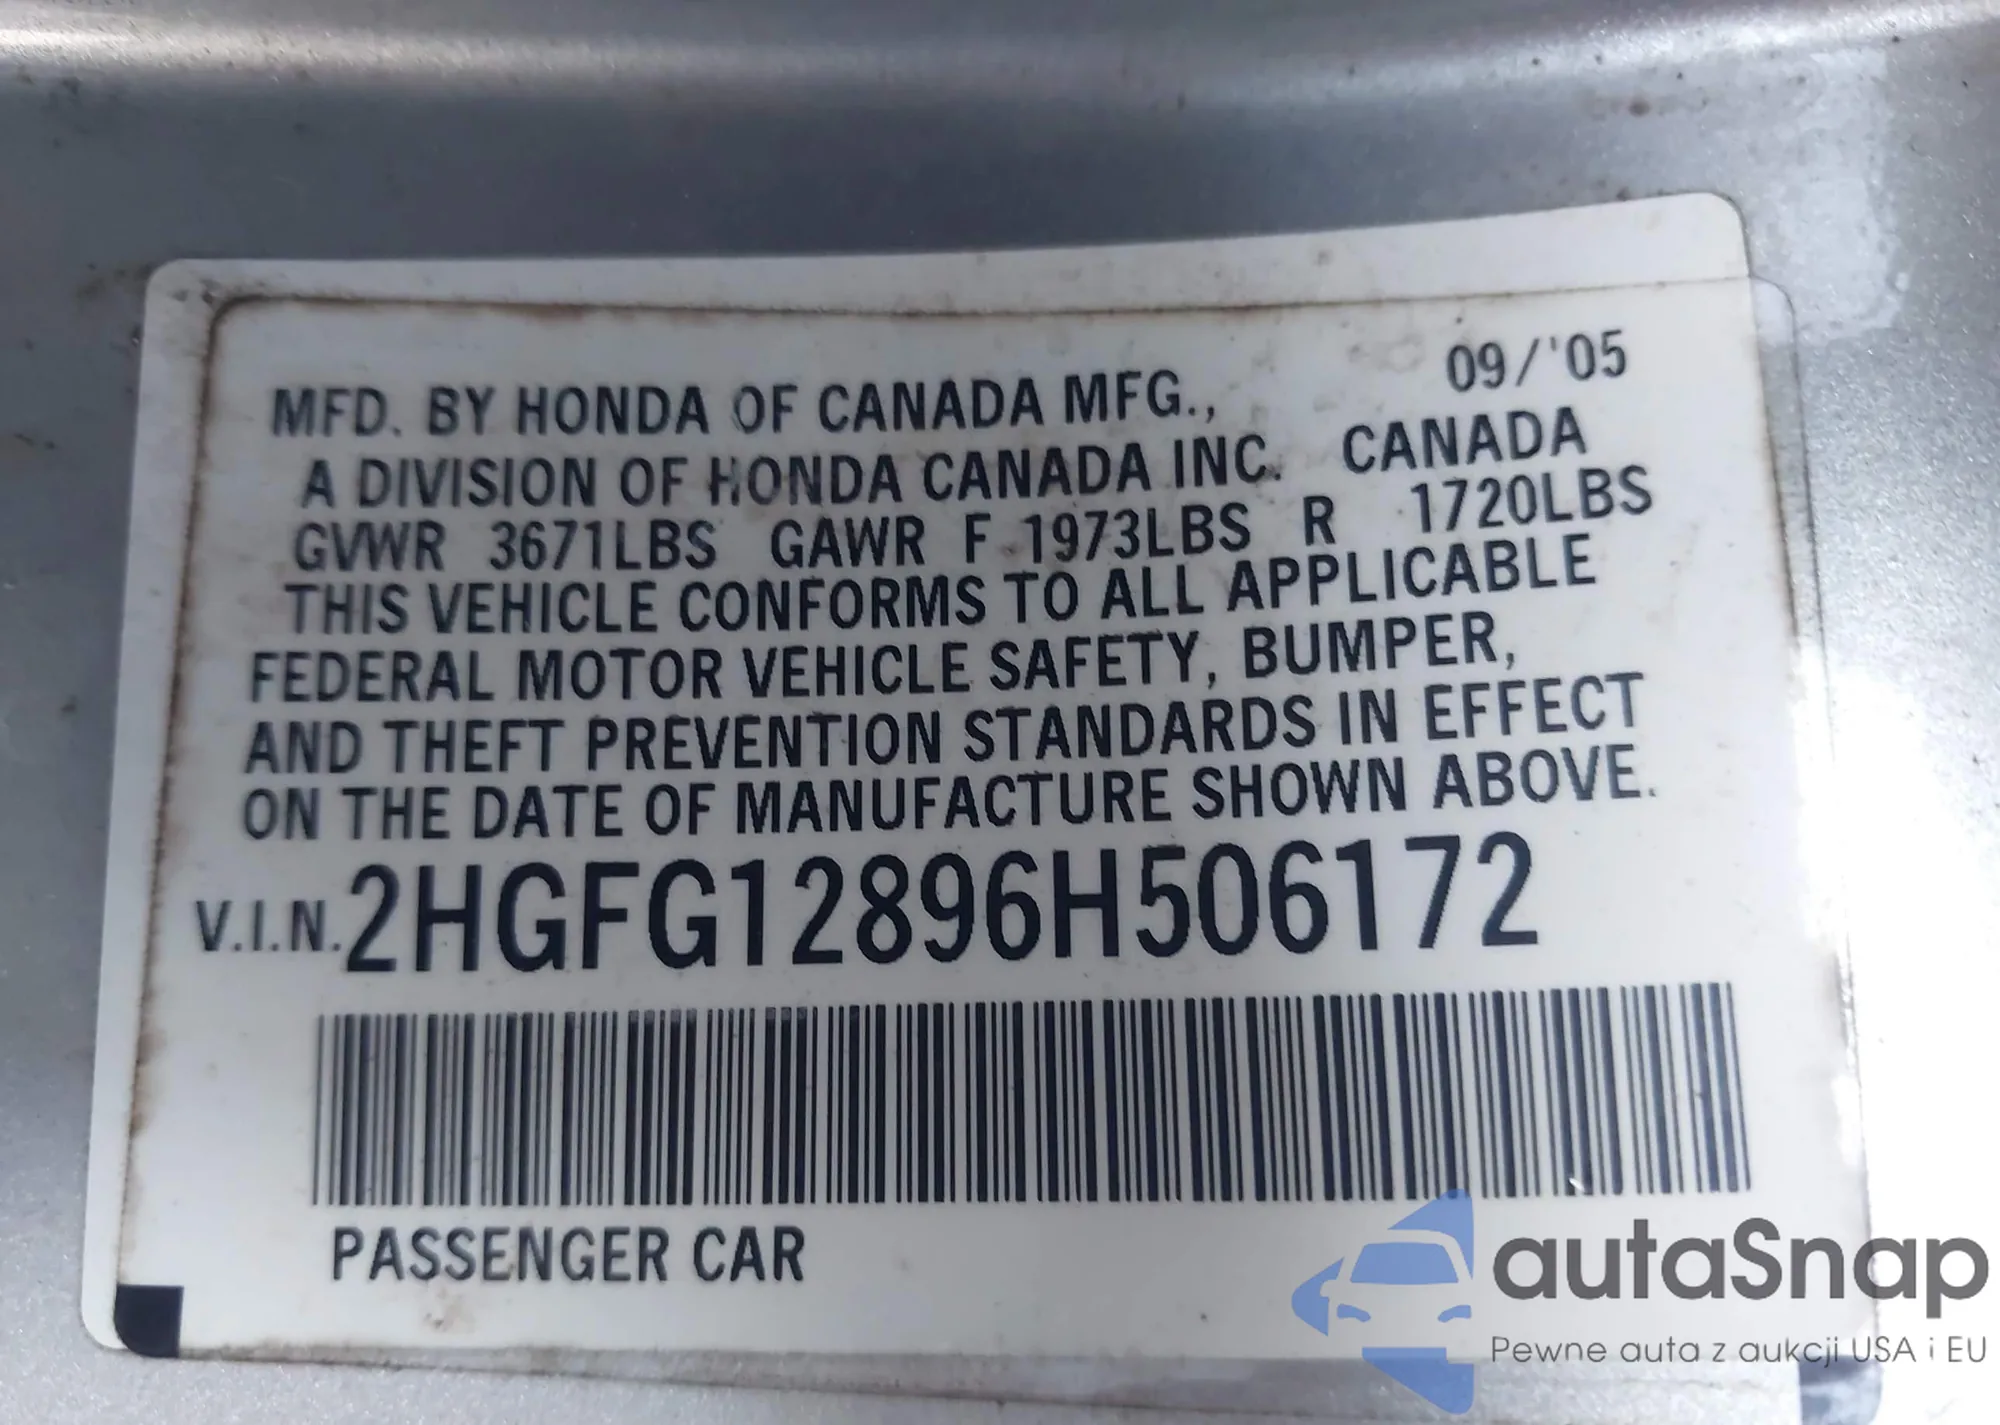 09/'05
MFD. BY HONDA OF CANADA MFG.,
A DIVISION OF HONDA CANADA INC. CANADA
GVWR 3671LBS GAWR F 1973LBS R 1720LBS
THIS VEHICLE CONFORMS TO ALL APPLICABLE
FEDERAL MOTOR VEHICLE SAFETY, BUMPER,
AND THEFT PREVENTION STANDARDS IN EFFECT
ON THE DATE OF MANUFACTURE SHOWN ABOVE.
V.I.N. 2HGFG12896H506172
PASSENGER CAR
autaSnap
Pewne auta z aukcji USA i EU